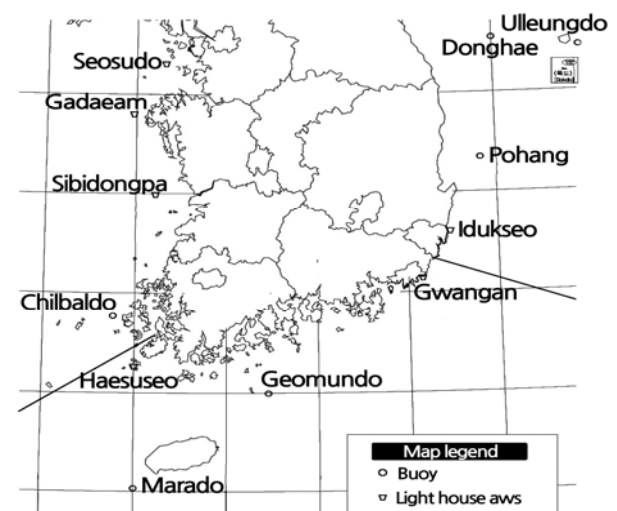 Ulleungdo
Donghae
Seosudo
Gadaeam
Pohang
Sibidongpa
Idukseo
Gwangan
Chilbaldo
Haesuseo
Geomundo
Marado
Map legend
Buoy
Light house aws